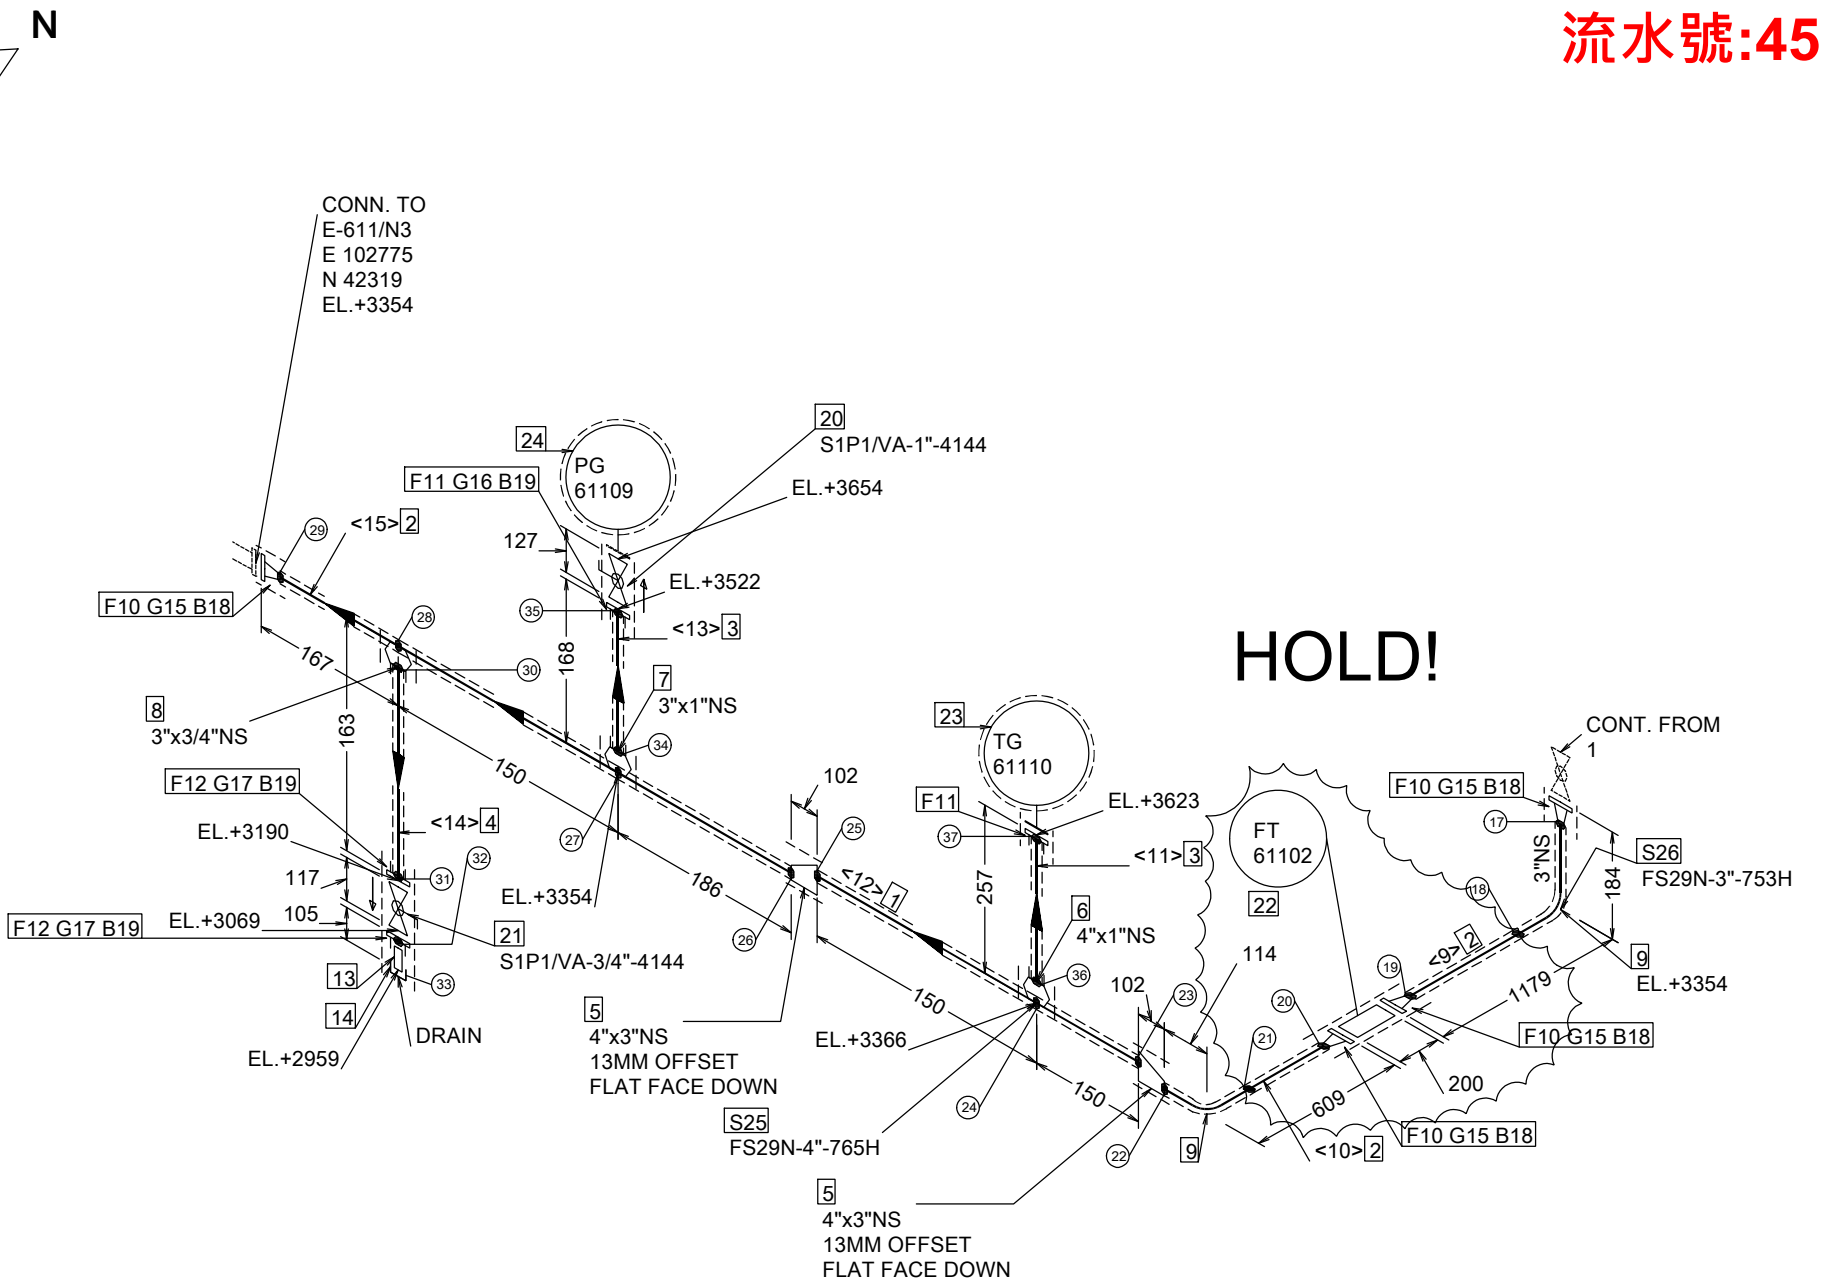 N
流水號:45
CONN. TO
E-611/N3
E 102775
N 42319
EL.+3354
20
S1P1/VA-1"-4144
24
PG
61109
F11 G16 B19
EL.+3654
127
29
<15> 2
EL.+3522
35
F10 G15 B18
28
<13> 3
168
167
30
7
3"x1"NS
HOLD!
8
3"x3/4"NS
163
34
23
TG
61110
CONT. FROM
1
150
102
F12 G17 B19
F10 G15 B18
F11
EL.+3623
FT
61102
EL.+3190
<14> 4
27
25
37
17
3"NS
32
<11> 3
S26
FS29N-3"-753H
117
31
<12> 1
257
184
EL.+3354
186
22
18
105
EL.+3069
F12 G17 B19
6
4"x1"NS
21
S1P1/VA-3/4"-4144
26
<9> 2
9
EL.+3354
13
33
36
114
19
102
23
1179
14
150
20
5
4"x3"NS
13MM OFFSET
FLAT FACE DOWN
DRAIN
EL.+3366
21
F10 G15 B18
EL.+2959
200
150
24
609
S25
FS29N-4"-765H
22
9
<10> 2
F10 G15 B18
5
4"x3"NS
13MM OFFSET
FLAT FACE DOWN